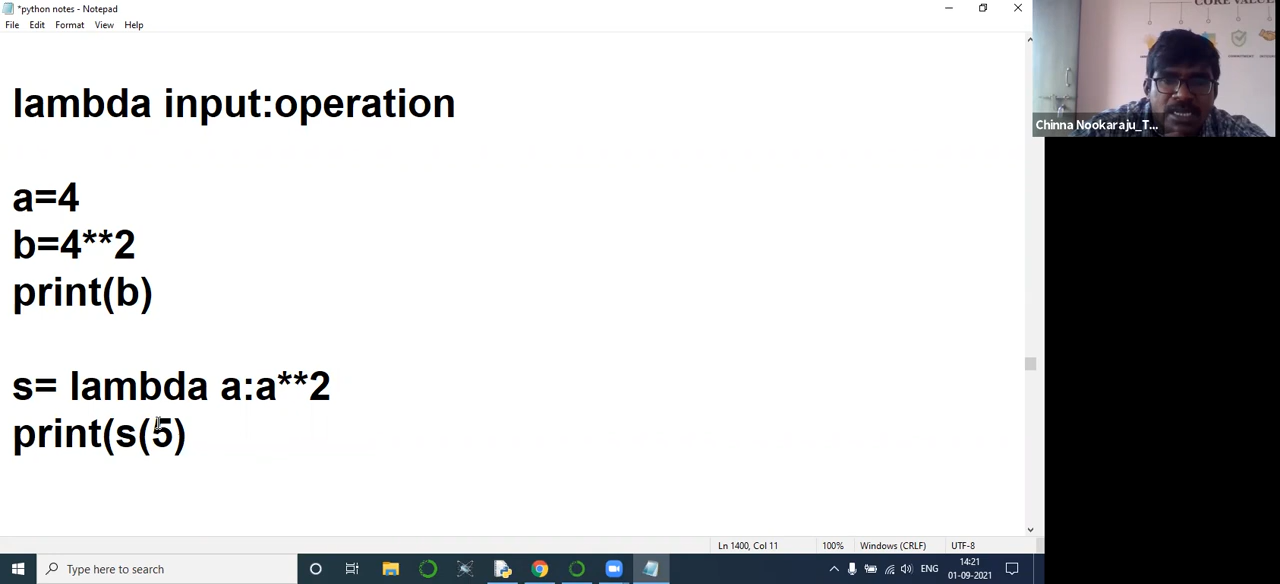 *python notes - Notepad
File Edit Format View Help
CORE VALUE
lambda input:operation
Chinna Nookaraju_T...
a=4
b=4**2
print(b)
s= lambda a:a**2
print(s(5)
Ln 1400, Col 11 100% Windows (CRLF) UTF-8
Type here to search
ENG
14:21
01-09-2021